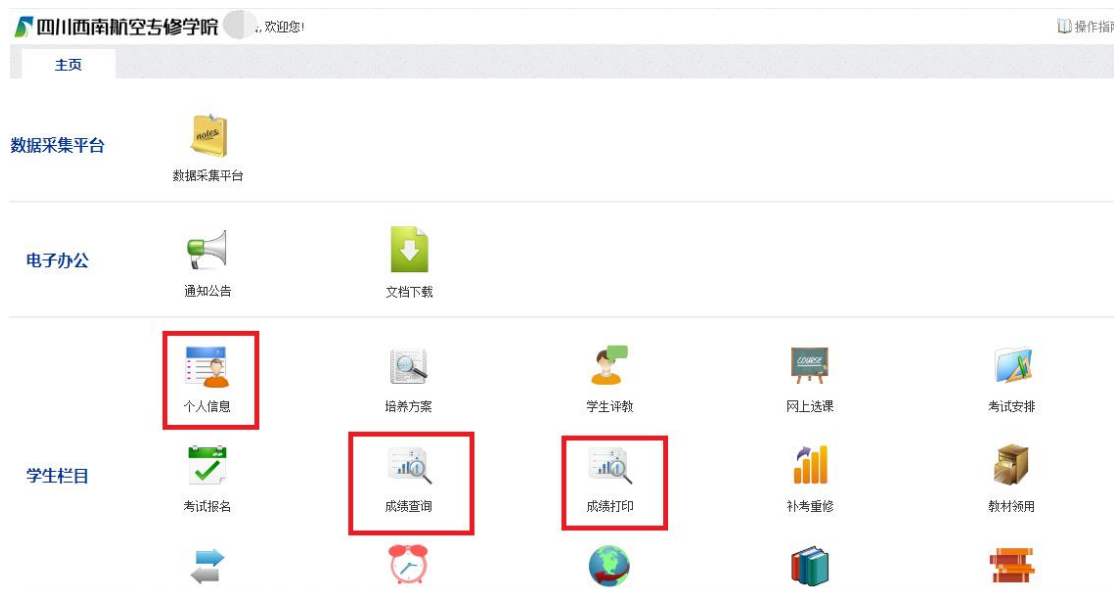 四川西南航空专修学院 , 欢迎您!
操作指南
主页
数据采集平台
notes
数据采集平台
电子办公
通知公告
文档下载
个人信息
培养方案
学生评教
COURSE
网上选课
考试安排
学生栏目
考试报名
成绩查询
成绩打印
补考重修
教材领用